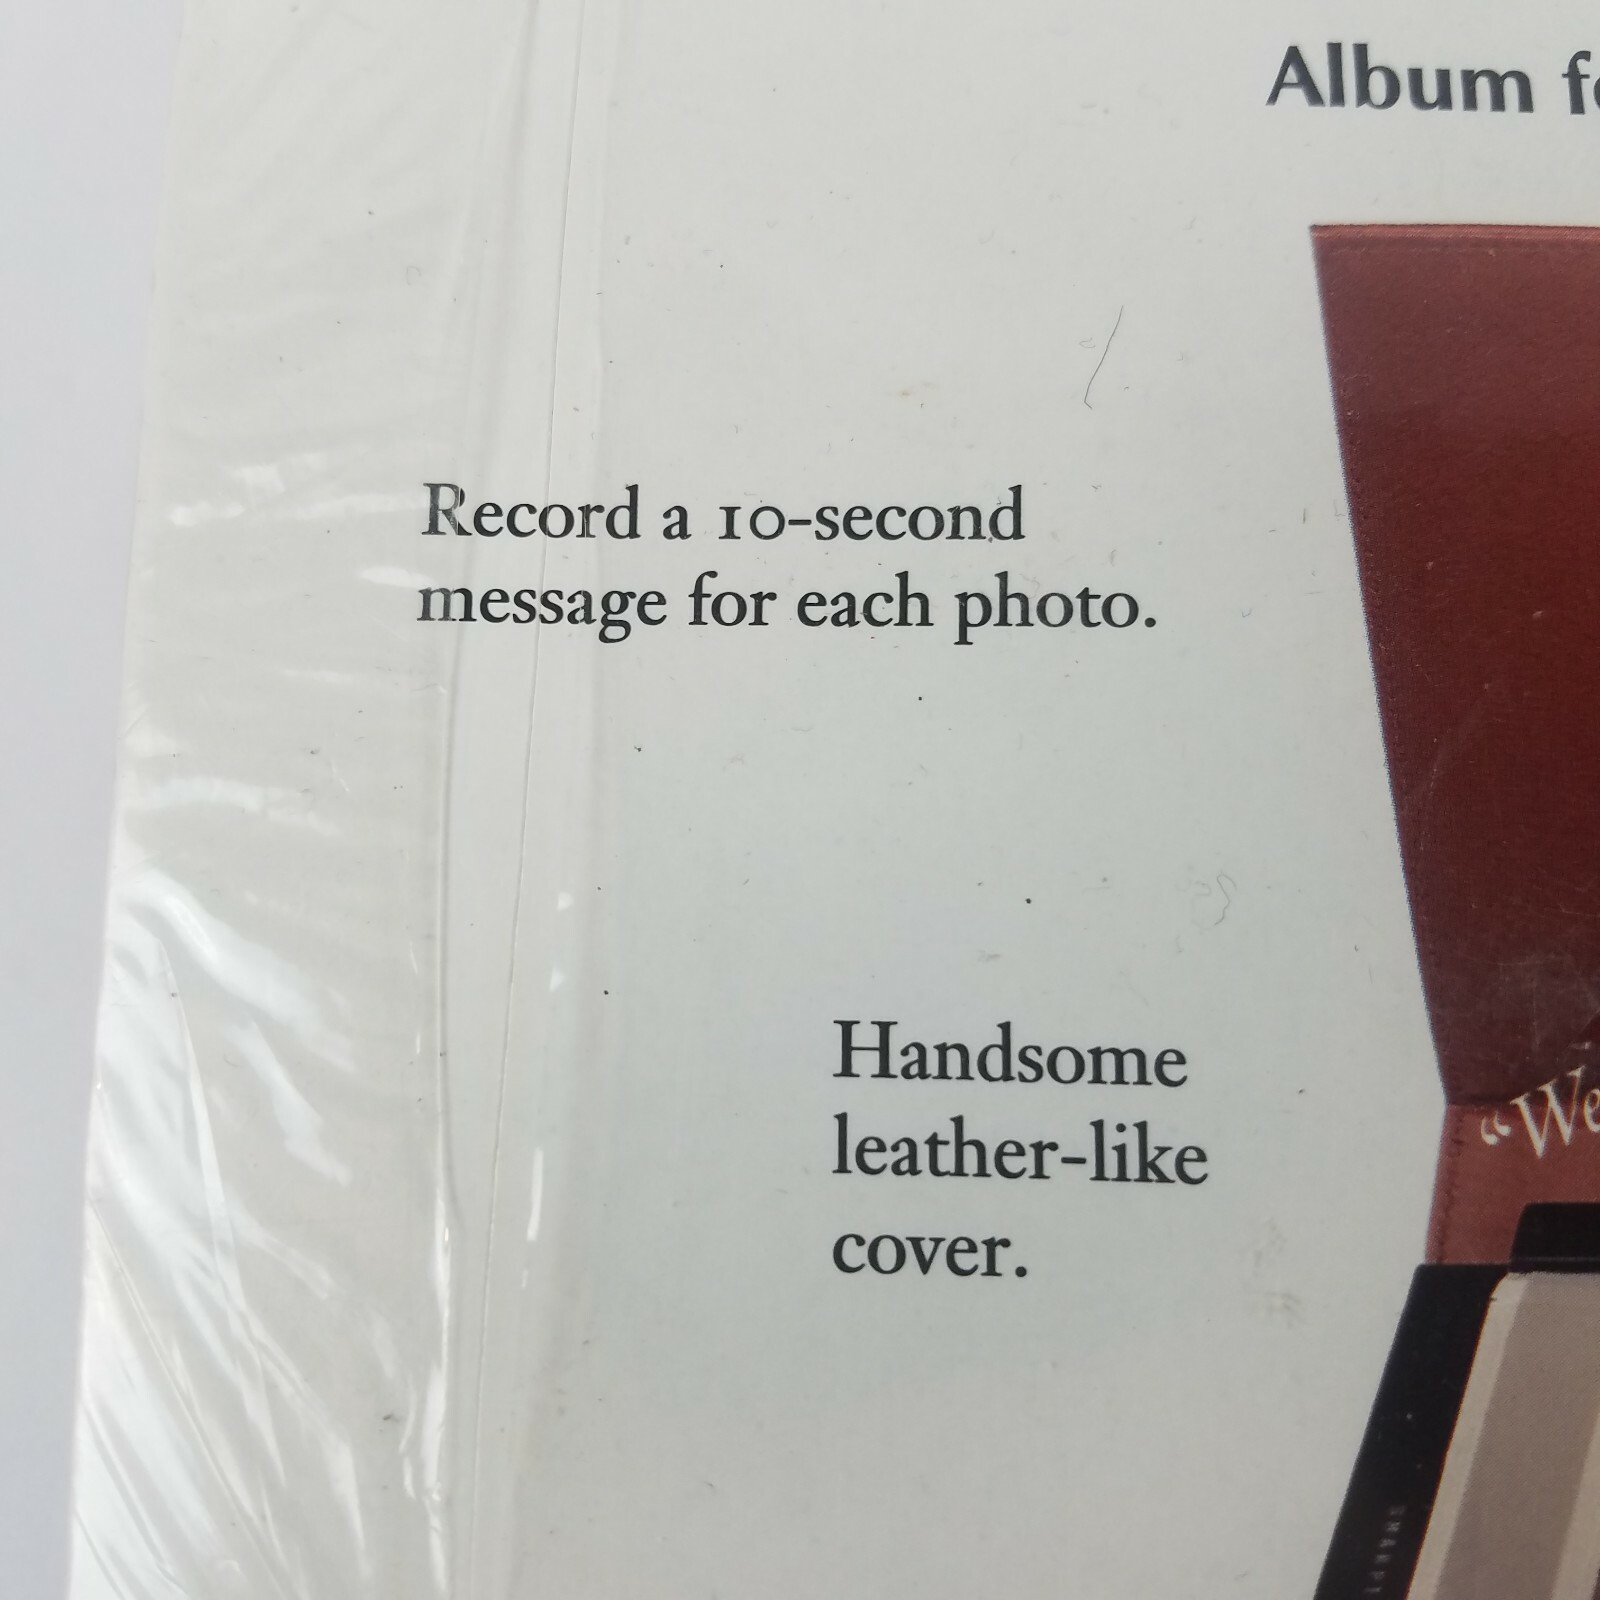 Album
Record a 10-second
message for each photo.
Handsome
leather-like
cover.
“We